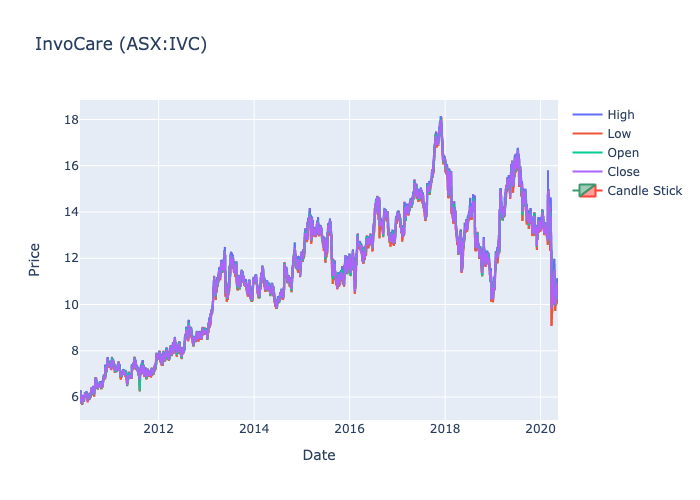 InvoCare (ASX:IVC)
High
Low
Open
Close
Candle Stick
Price
18
16
14
12
10
8
6
2012 2014 2016 2018 2020
Date